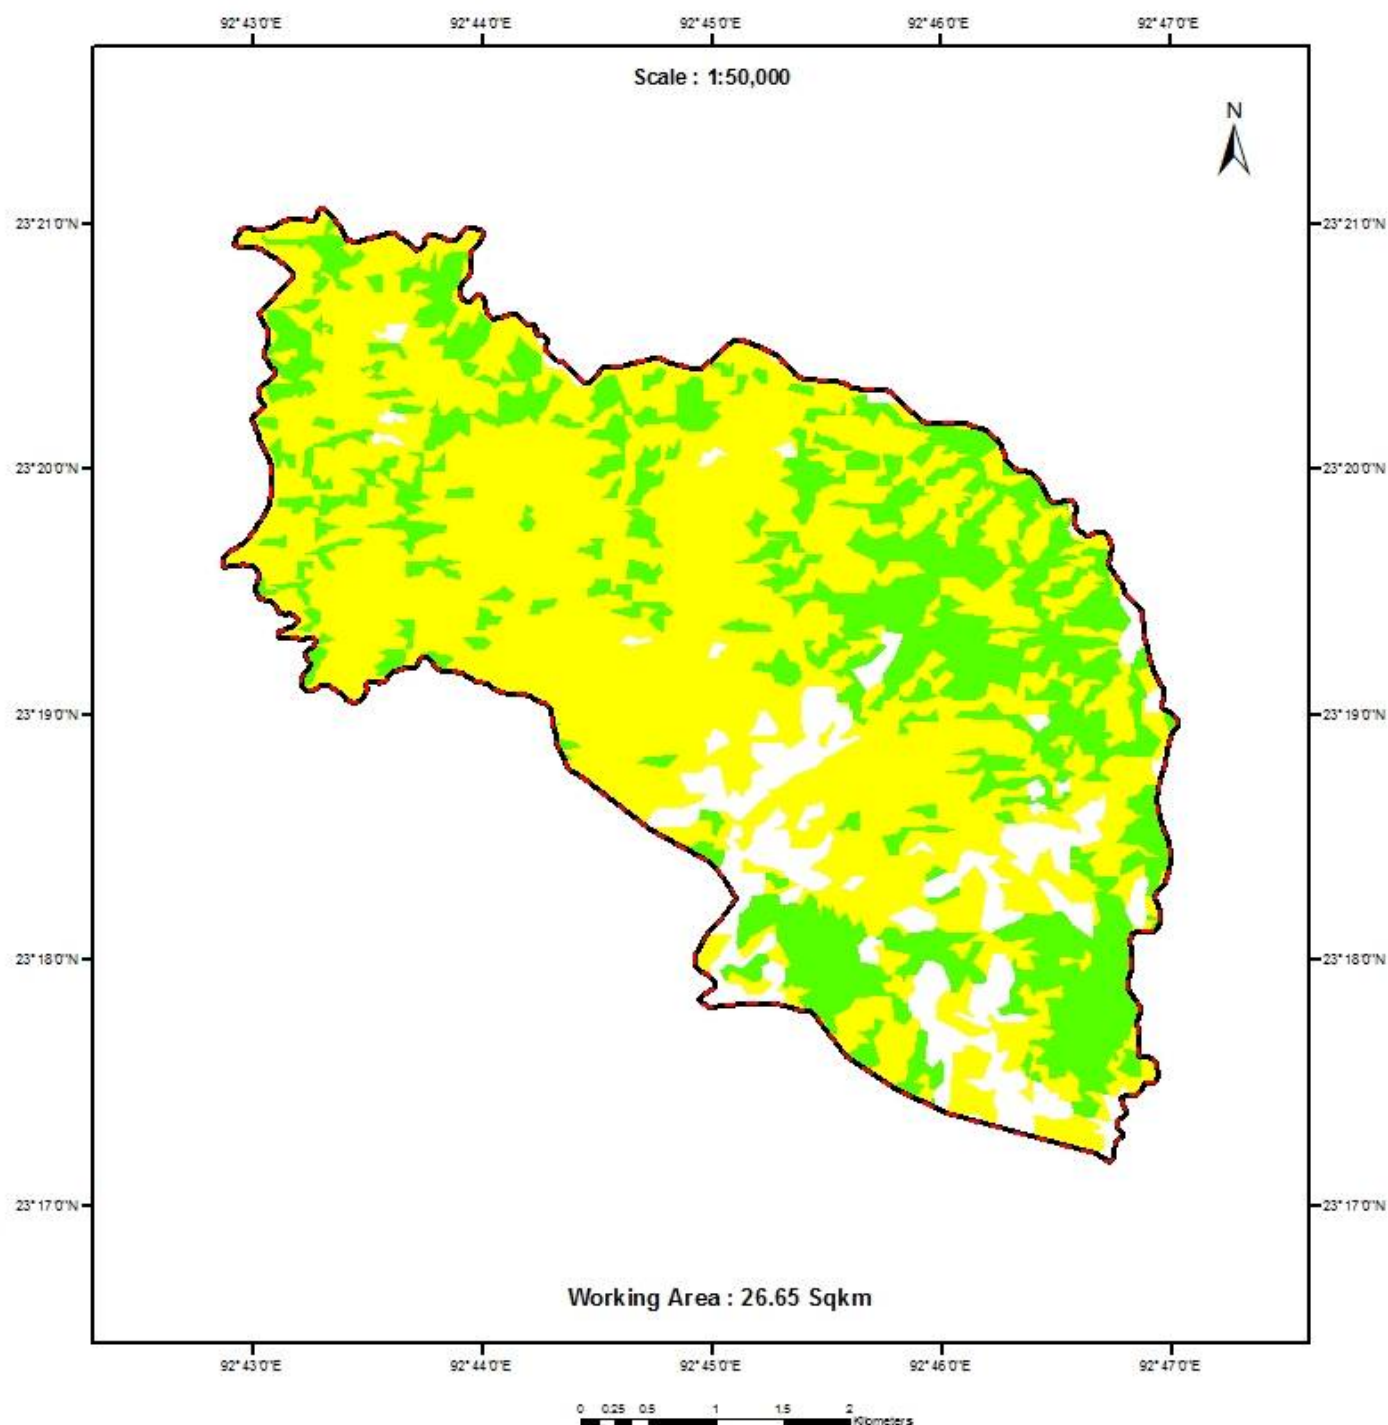 92°43'0"E 92°44'0"E 92°45'0"E 92°46'0"E 92°47'0"E
Scale : 1:50,000
N
23°21'0"N 23°21'0"N
23°20'0"N 23°20'0"N
23°19'0"N 23°19'0"N
23°18'0"N 23°18'0"N
23°17'0"N 23°17'0"N
Working Area : 26.65 Sqkm
92°43'0"E 92°44'0"E 92°45'0"E 92°46'0"E 92°47'0"E
0 0.25 0.5 1 1.5 2
Kilometers